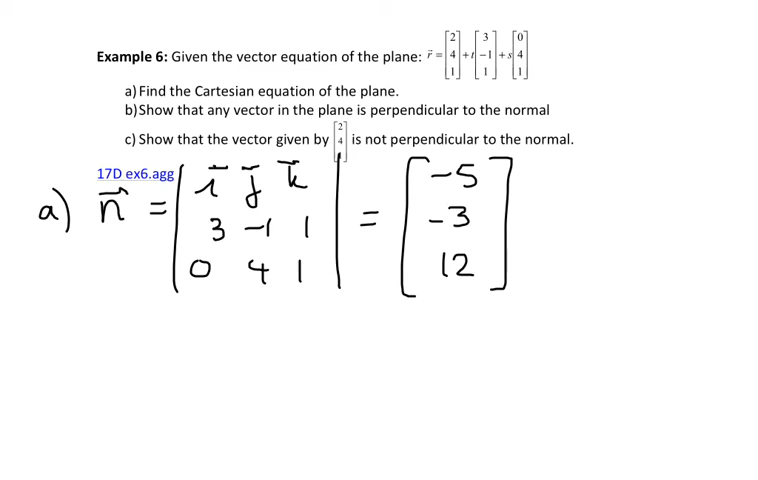 Example 6: Given the vector equation of the plane: r⃗ = [2 4 1] + t [3 −1 1] + s [0 4 1]
a) Find the Cartesian equation of the plane.
b) Show that any vector in the plane is perpendicular to the normal
c) Show that the vector given by [2 4 1] is not perpendicular to the normal.
17D ex6.agg
a) n⃗ = | i j k | = [ -5
3 -1 1 -3
0 4 1 | 12 ]